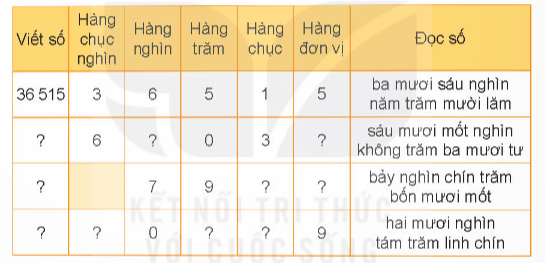 Viết số | Hàng chục nghìn | Hàng nghìn | Hàng trăm | Hàng chục | Hàng đơn vị | Đọc số
36 515 | 3 | 6 | 5 | 1 | 5 | ba mươi sáu nghìn năm trăm mười lăm
? | 6 | ? | 0 | 3 | ? | sáu mươi mốt nghìn không trăm ba mươi tư
? | | 7 | 9 | ? | ? | bảy nghìn chín trăm bốn mươi mốt
? | ? | 0 | ? | ? | 9 | hai mươi nghìn tám trăm linh chín
KẾT NỐI TRI THỨC
VỚI CUỘC SỐNG